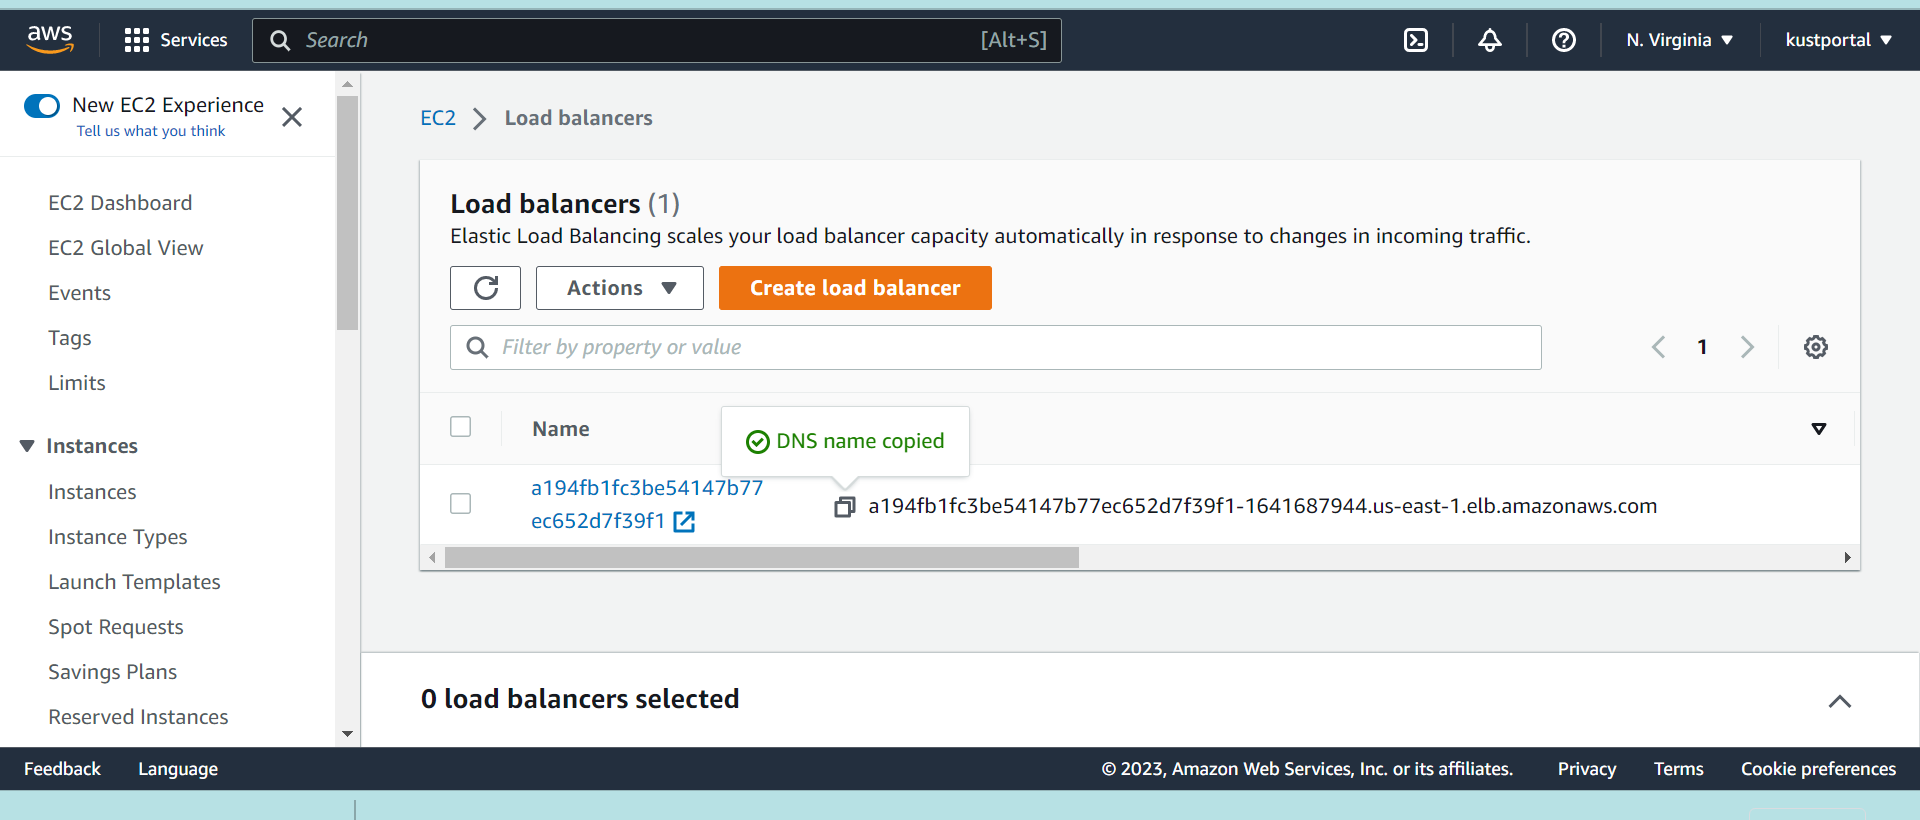 aws Services Search [Alt+S] N. Virginia kustportal
New EC2 Experience
Tell us what you think
EC2 Dashboard
EC2 Global View
Events
Tags
Limits
Instances
Instances
Instance Types
Launch Templates
Spot Requests
Savings Plans
Reserved Instances
EC2 Load balancers
Load balancers (1)
Elastic Load Balancing scales your load balancer capacity automatically in response to changes in incoming traffic.
Actions Create load balancer
Filter by property or value 1
Name
DNS name copied
a194fb1fc3be54147b77
ec652d7f39f1
a194fb1fc3be54147b77ec652d7f39f1-1641687944.us-east-1.elb.amazonaws.com
0 load balancers selected
Feedback Language © 2023, Amazon Web Services, Inc. or its affiliates. Privacy Terms Cookie preferences